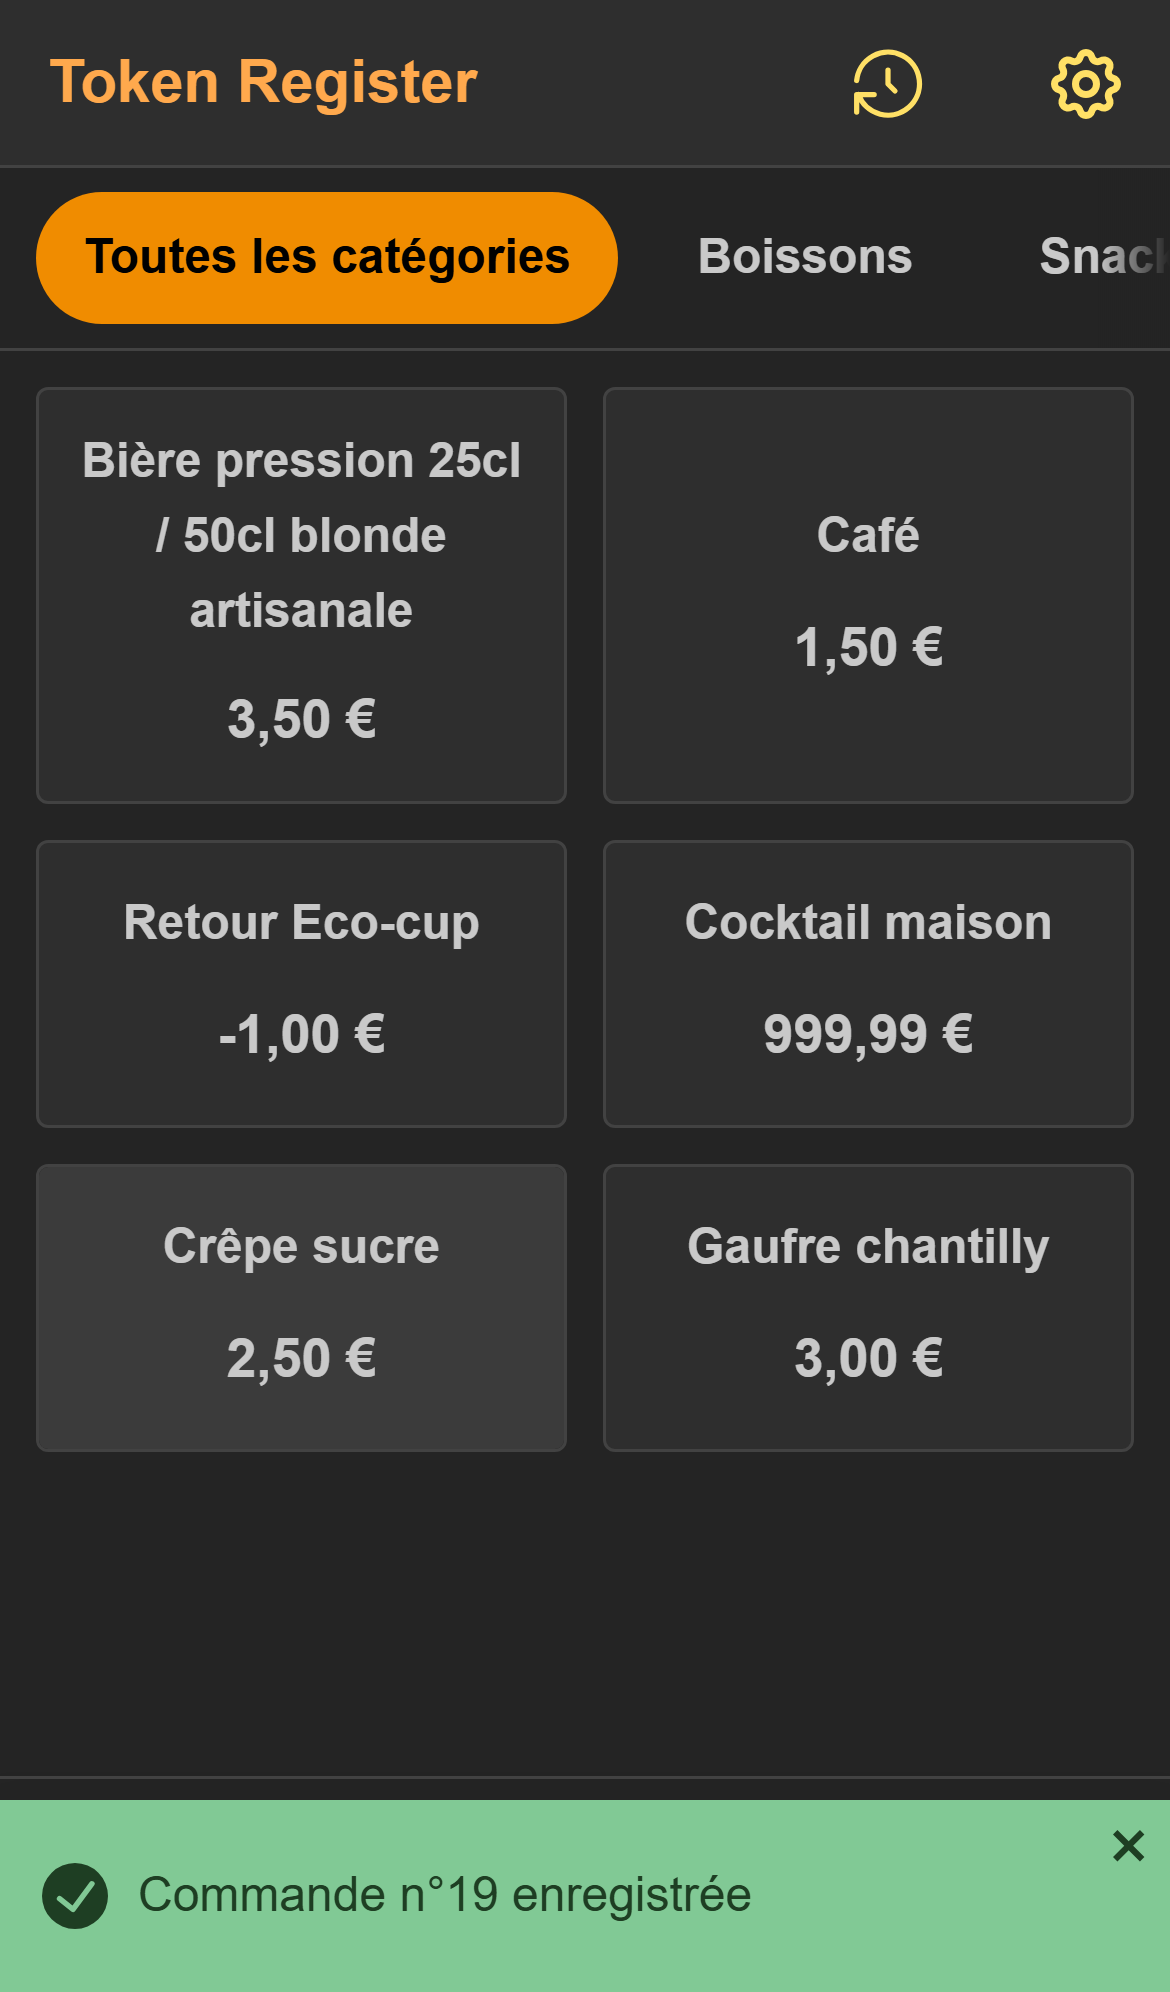 Token Register
Toutes les catégories
Boissons
Bière pression 25cl
/ 50cl blonde
artisanale
3,50 €
Café
1,50 €
Retour Eco-cup
-1,00 €
Cocktail maison
999,99 €
Crêpe sucre
2,50 €
Gaufre chantilly
3,00 €
Commande n°19 enregistrée